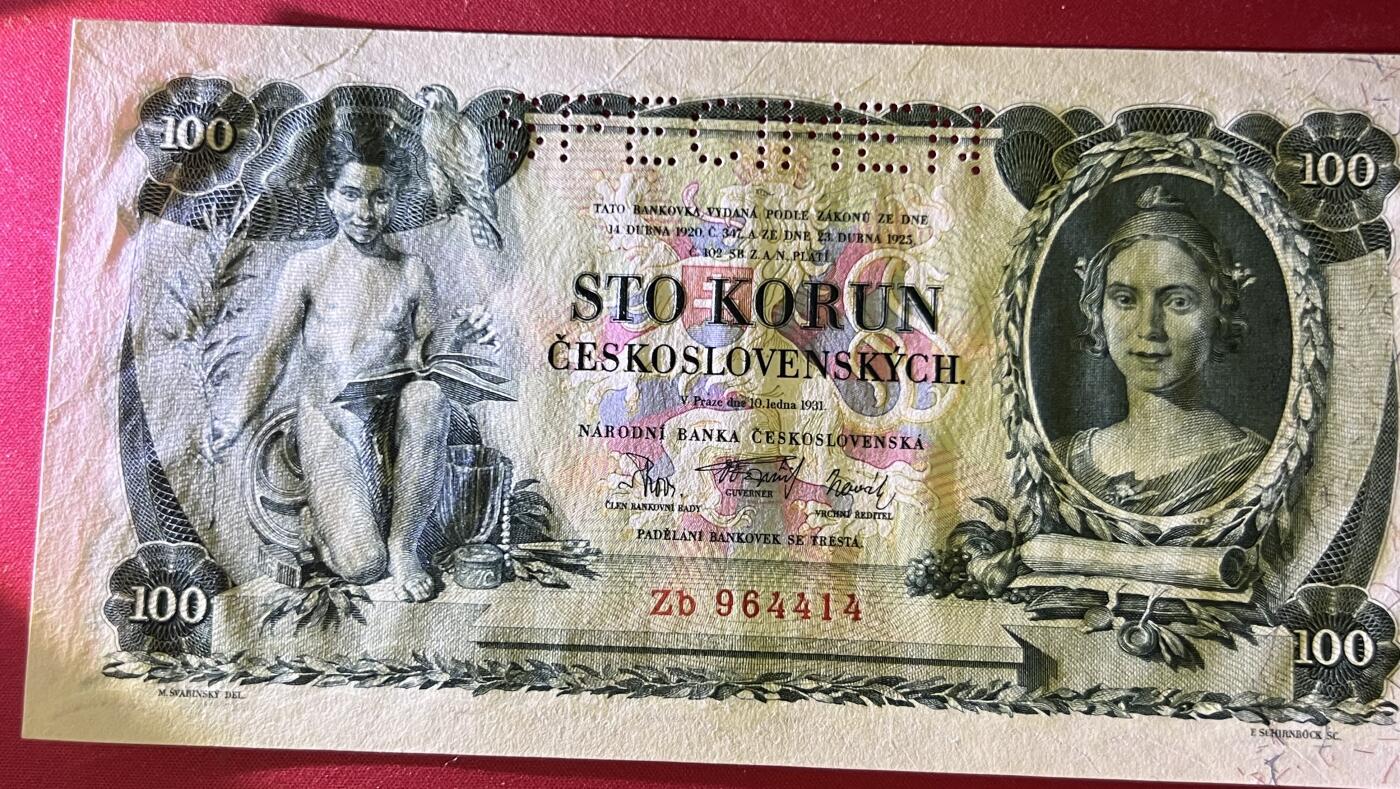 SPECIMEN
100
100
TATO BANKOVKA, VYDANÁ PODLE ZÁKONŮ ZE DNE
14. DUBNA 1920, Č. 347, A ZE DNE 23. DUBNA 1925,
Č. 102 SB. Z. A N., PLATÍ
STO KORUN
ČESKOSLOVENSKÝCH.
V Praze dne 10. ledna 1931.
NÁRODNÍ BANKA ČESKOSLOVENSKÁ
ČLEN BANKOVNÍ RADY
GUVERNÉR
VRCHNÍ ŘEDITEL
PADĚLÁNÍ BANKOVEK SE TRESTÁ.
100
Zb 964414
100
M. ŠVABINSKÝ DEL.
F. SCHIRNBÖCK SC.